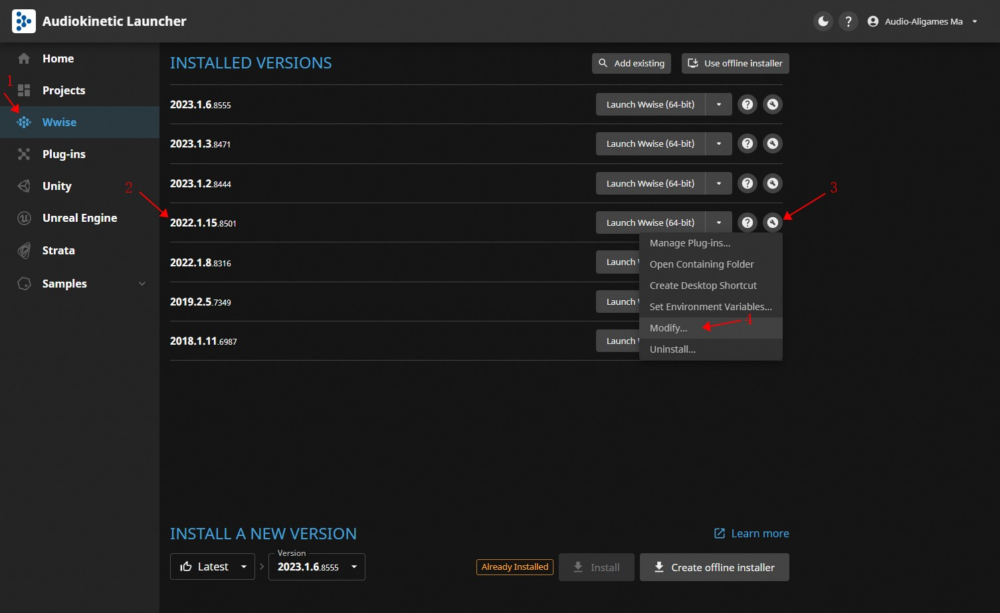 Audiokinetic Launcher
Audio-Aligames Ma
Home
1
Projects
Wwise
Plug-ins
Unity
Unreal Engine
Strata
Samples
INSTALLED VERSIONS
Add existing
Use offline installer
2023.1.6.8555
Launch Wwise (64-bit)
2023.1.3.8471
Launch Wwise (64-bit)
2023.1.2.8444
Launch Wwise (64-bit)
2
3
2022.1.15.8501
Launch Wwise (64-bit)
Manage Plug-ins...
Open Containing Folder
Create Desktop Shortcut
Set Environment Variables...
Modify...
4
Uninstall...
2022.1.8.8316
Launch
2019.2.5.7349
Launch
2018.1.11.6987
Launch
INSTALL A NEW VERSION
Learn more
Latest
Version
2023.1.6.8555
Already Installed
Install
Create offline installer